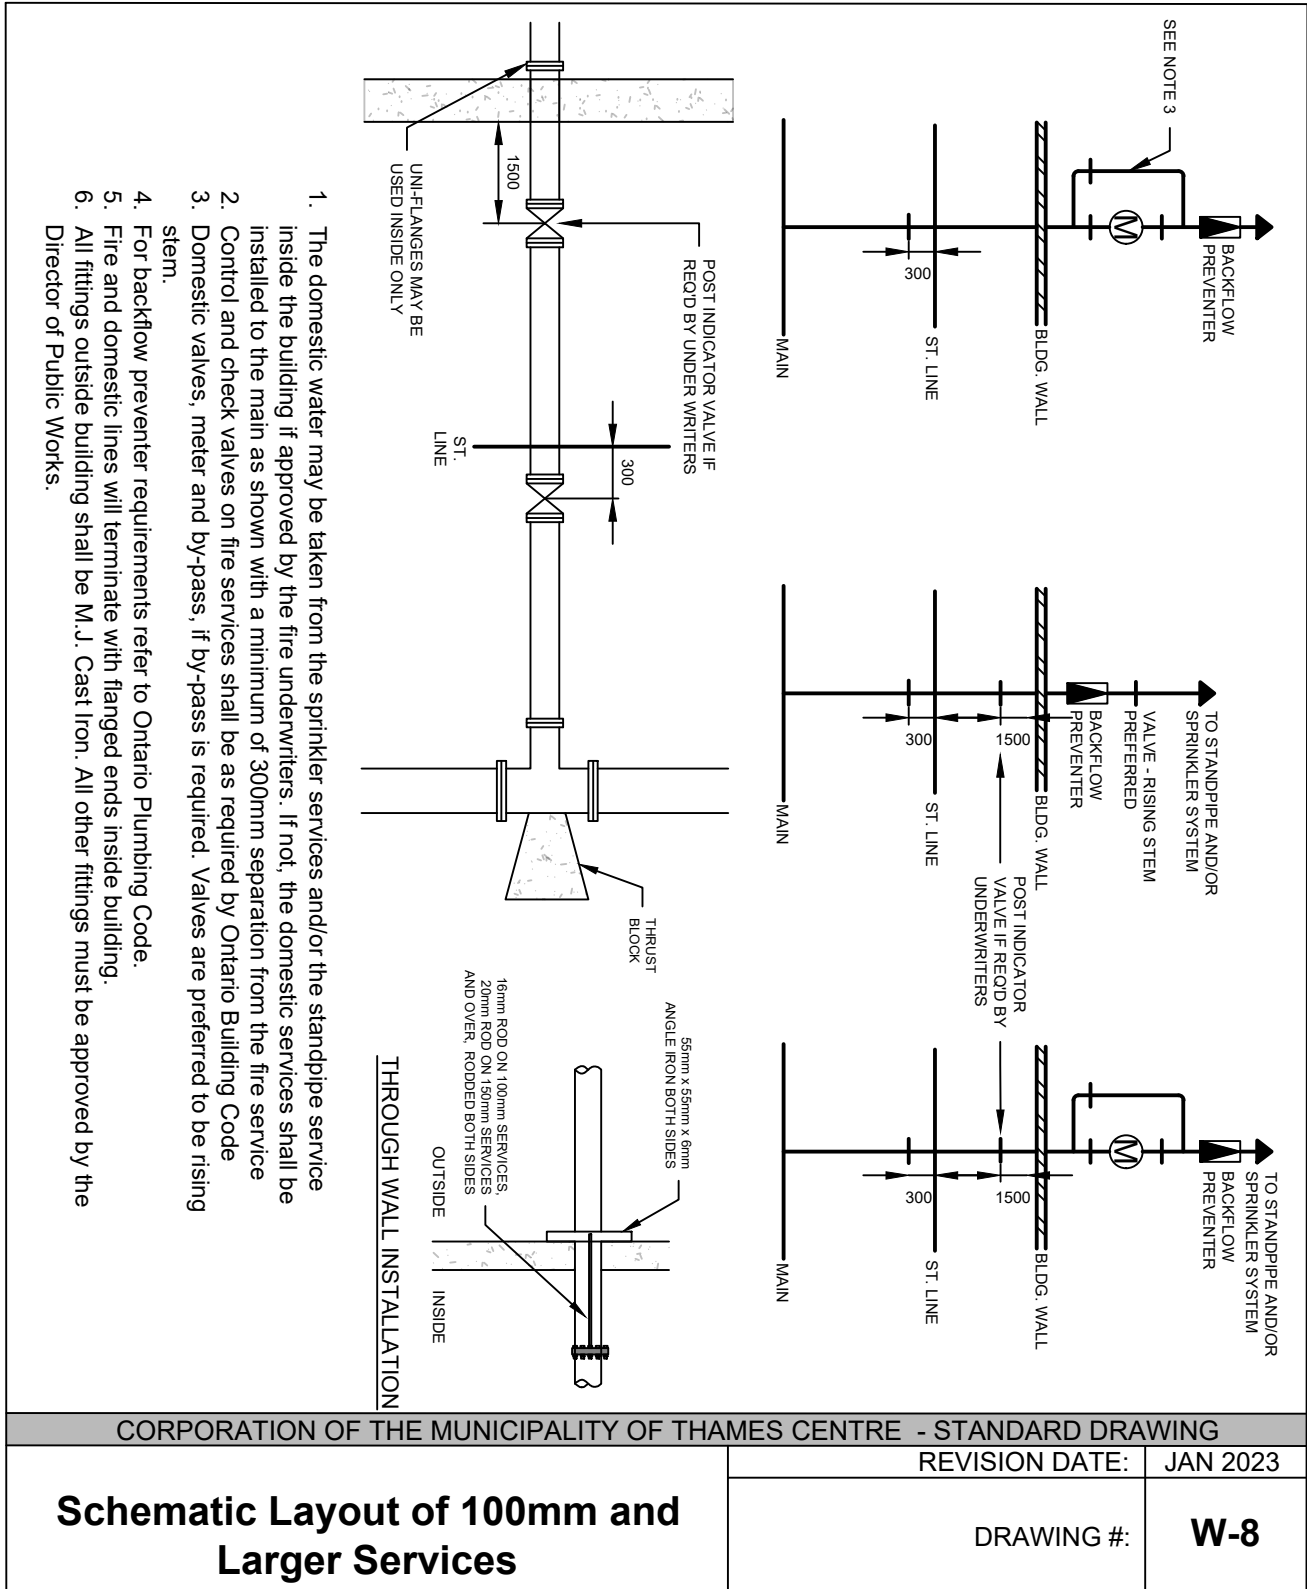 SEE NOTE 3
BACKFLOW
PREVENTER
M
300
BLDG. WALL
ST. LINE
MAIN
TO STANDPIPE AND/OR
SPRINKLER SYSTEM
VALVE - RISING STEM
PREFERRED
BACKFLOW
PREVENTER
300
1500
BLDG. WALL
ST. LINE
MAIN
POST INDICATOR
VALVE IF REQ'D BY
UNDERWRITERS
TO STANDPIPE AND/OR
SPRINKLER SYSTEM
BACKFLOW
PREVENTER
M
300
1500
BLDG. WALL
ST. LINE
MAIN
POST INDICATOR VALVE IF
REQ'D BY UNDER WRITERS
1500
UNI-FLANGES MAY BE
USED INSIDE ONLY
300
ST.
LINE
THRUST
BLOCK
55mm x 55mm x 6mm
ANGLE IRON BOTH SIDES
16mm ROD ON 100mm SERVICES,
20mm ROD ON 150mm SERVICES
AND OVER, RODDED BOTH SIDES
OUTSIDE
INSIDE
THROUGH WALL INSTALLATION
1. The domestic water may be taken from the sprinkler services and/or the standpipe service
inside the building if approved by the fire underwriters. If not, the domestic services shall be
installed to the main as shown with a minimum of 300mm separation from the fire service
2. Control and check valves on fire services shall be as required by Ontario Building Code
3. Domestic valves, meter and by-pass, if by-pass is required. Valves are preferred to be rising
stem.
4. For backflow preventer requirements refer to Ontario Plumbing Code.
5. Fire and domestic lines will terminate with flanged ends inside building.
6. All fittings outside building shall be M.J. Cast Iron. All other fittings must be approved by the
Director of Public Works.
CORPORATION OF THE MUNICIPALITY OF THAMES CENTRE - STANDARD DRAWING
Schematic Layout of 100mm and
Larger Services
REVISION DATE: JAN 2023
DRAWING #: W-8